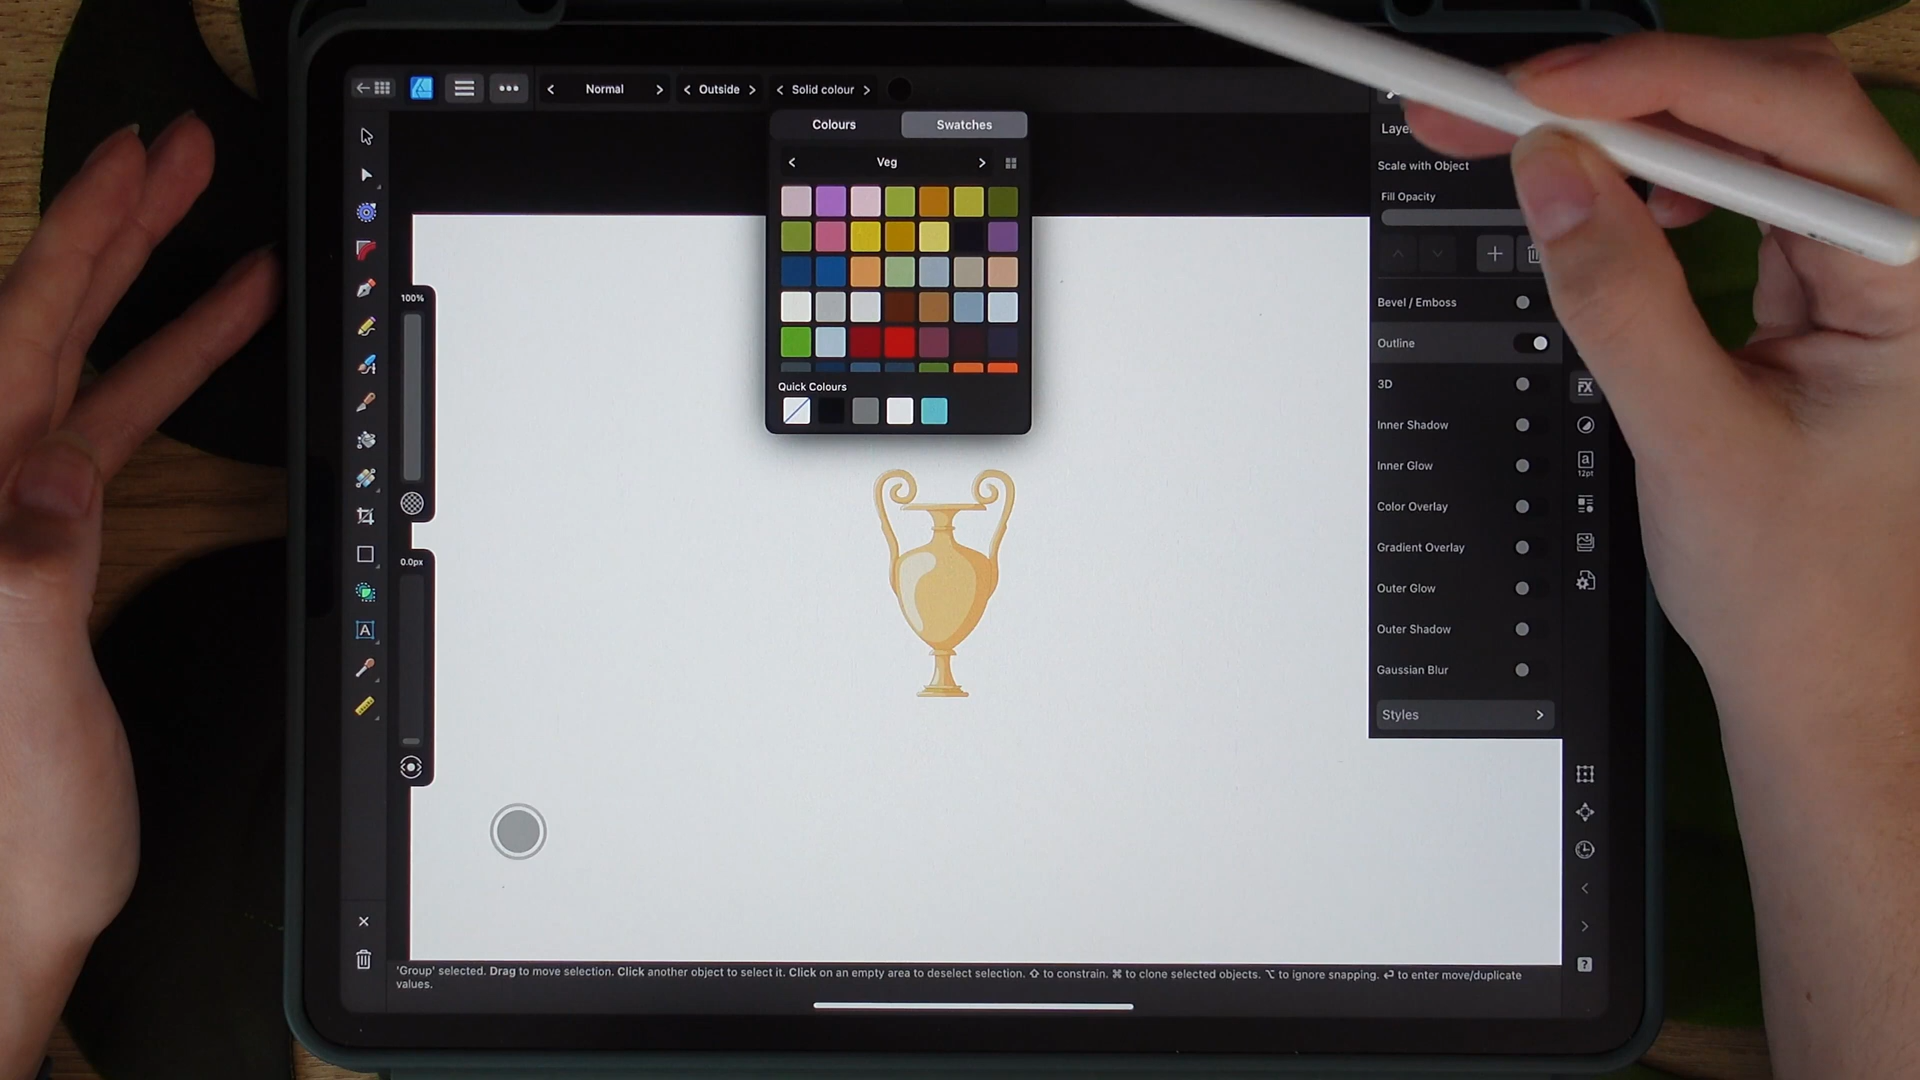 Normal
Outside
Solid colour
Colours
Swatches
Veg
Quick Colours
100%
0.0px
A
Scale with Object
Fill Opacity
Bevel / Emboss
Outline
3D
Inner Shadow
Inner Glow
Color Overlay
Gradient Overlay
Outer Glow
Outer Shadow
Gaussian Blur
Styles
FX
a
12pt
?
'Group' selected. Drag to move selection. Click another object to select it. Click on an empty area to deselect selection. ⇧ to constrain. ⌘ to clone selected objects. ⌥ to ignore snapping. ⏎ to enter move/duplicate
values.